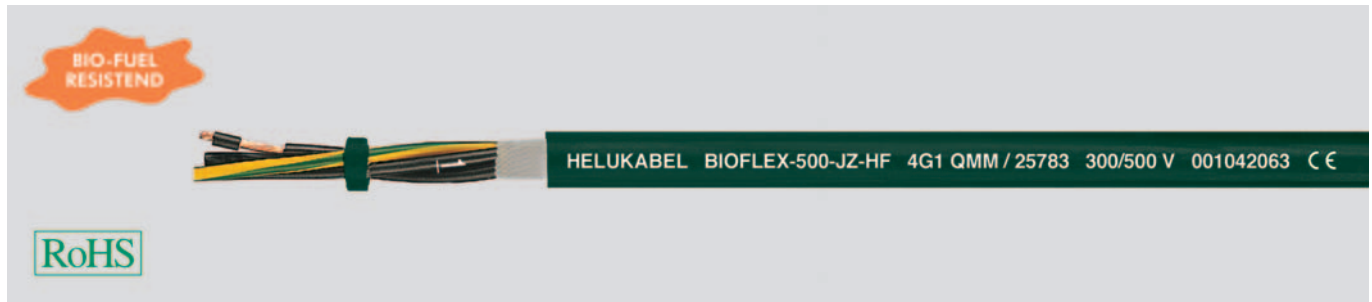 BIO-FUEL
RESISTEND
HELUKABEL BIOFLEX-500-JZ-HF 4G1 QMM / 25783 300/500 V 001042063 CE
RoHS